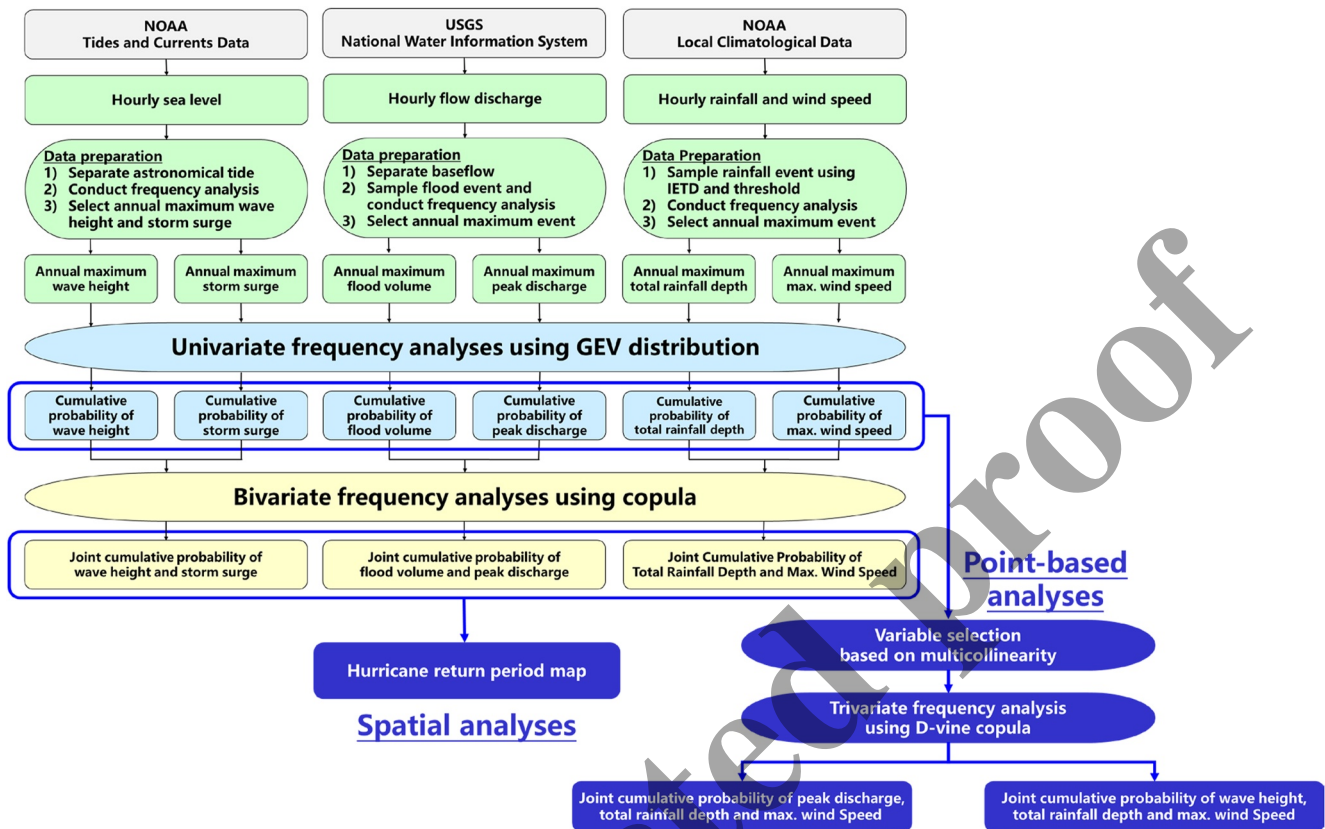 NOAA
Tides and Currents Data
USGS
National Water Information System
NOAA
Local Climatological Data
Hourly sea level
Hourly flow discharge
Hourly rainfall and wind speed
Data preparation
1) Separate astronomical tide
2) Conduct frequency analysis
3) Select annual maximum wave
height and storm surge
Data preparation
1) Separate baseflow
2) Sample flood event and
conduct frequency analysis
3) Select annual maximum event
Data Preparation
1) Sample rainfall event using
IETD and threshold
2) Conduct frequency analysis
3) Select annual maximum event
Annual maximum
wave height
Annual maximum
storm surge
Annual maximum
flood volume
Annual maximum
peak discharge
Annual maximum
total rainfall depth
Annual maximum
max. wind speed
Univariate frequency analyses using GEV distribution
Cumulative
probability of
wave height
Cumulative
probability of
storm surge
Cumulative
probability of
flood volume
Cumulative
probability of
peak discharge
Cumulative
probability of
total rainfall depth
Cumulative
probability of
max. wind speed
Bivariate frequency analyses using copula
Joint cumulative probability of
wave height and storm surge
Joint cumulative probability of
flood volume and peak discharge
Joint Cumulative Probability of
Total Rainfall Depth and Max. Wind Speed
Hurricane return period map
Spatial analyses
Point-based
analyses
Variable selection
based on multicollinearity
Trivariate frequency analysis
using D-vine copula
Joint cumulative probability of peak discharge,
total rainfall depth and max. wind Speed
Joint cumulative probability of wave height,
total rainfall depth and max. wind Speed
proof